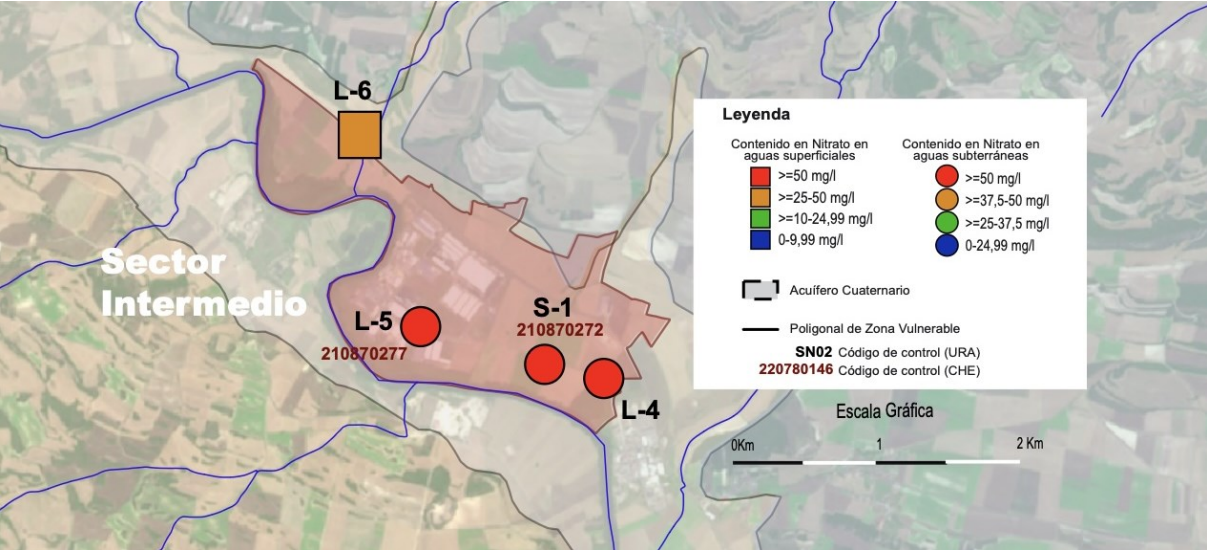 L-6
Sector
Intermedio
L-5
210870277
S-1
210870272
L-4
Leyenda
Contenido en Nitrato en
aguas superficiales
>=50 mg/l
>=25-50 mg/l
>=10-24,99 mg/l
0-9,99 mg/l
Contenido en Nitrato en
aguas subterráneas
>=50 mg/l
>=37,5-50 mg/l
>=25-37,5 mg/l
0-24,99 mg/l
Acuífero Cuaternario
Poligonal de Zona Vulnerable
SN02 Código de control (URA)
220780146 Código de control (CHE)
Escala Gráfica
0Km 1 2 Km